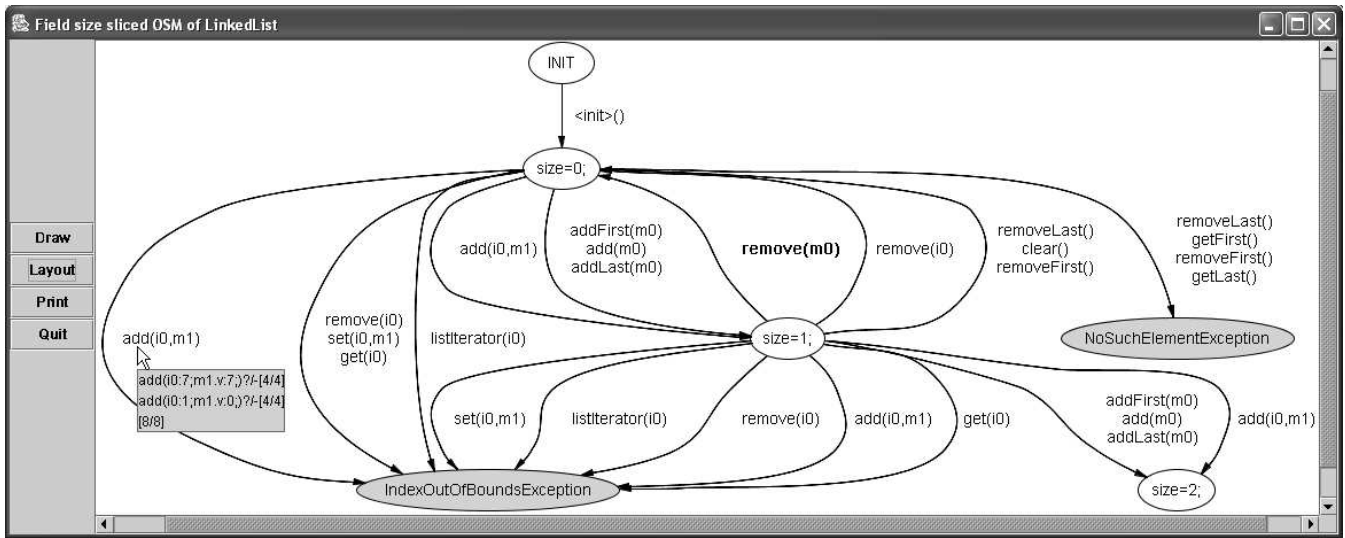 Field size sliced OSM of LinkedList
INIT
<init>()
size=0;
Draw
Layout
Print
Quit
add(i0,m1)
addFirst(m0)
add(m0)
addLast(m0)
remove(m0)
remove(i0)
removeLast()
clear()
removeFirst()
removeLast()
getFirst()
removeFirst()
getLast()
add(i0,m1)
add(i0:7;m1.v:7;)?/-[4/4]
add(i0:1;m1.v:0;)?/-[4/4]
[8/8]
remove(i0)
set(i0,m1)
get(i0)
listIterator(i0)
size=1;
NoSuchElementException
set(i0,m1)
listIterator(i0)
remove(i0)
add(i0,m1)
get(i0)
addFirst(m0)
add(m0)
addLast(m0)
add(i0,m1)
IndexOutOfBoundsException
size=2;